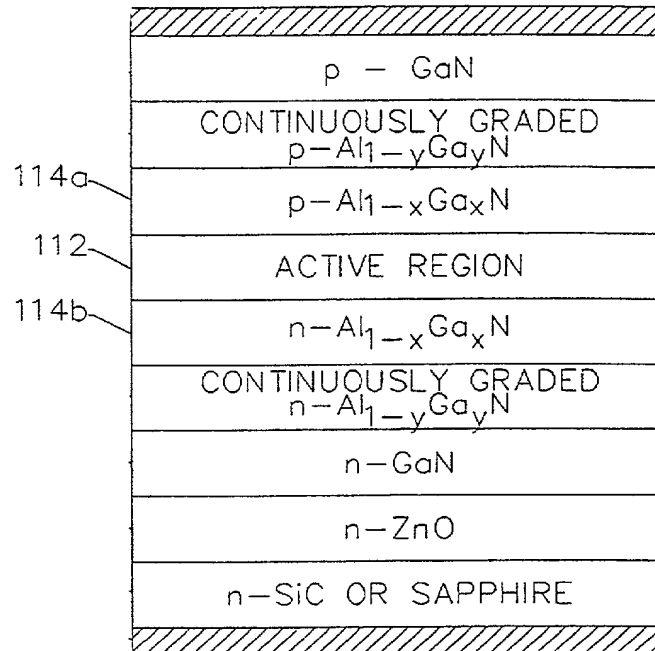 p - GaN
CONTINUOUSLY GRADED
p-Al₁₋yGayN
114a
p-Al₁₋ₓGaₓN
112
ACTIVE REGION
114b
n-Al₁₋ₓGaₓN
CONTINUOUSLY GRADED
n-Al₁₋yGayN
n-GaN
n-ZnO
n-SiC OR SAPPHIRE